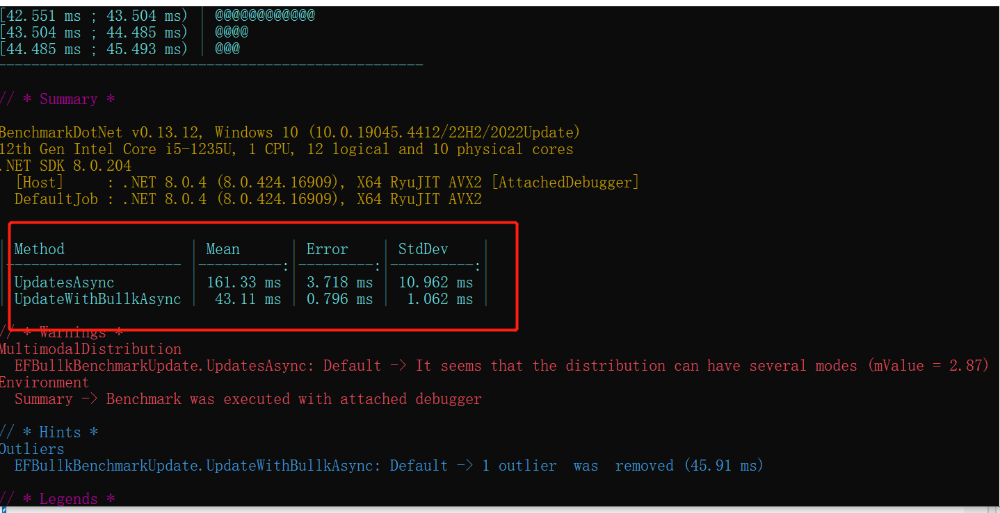 [42.551 ms ; 43.504 ms) | @@@@@@@@@@@@
[43.504 ms ; 44.485 ms) | @@@@
[44.485 ms ; 45.493 ms) | @@@
---------------------------------------------------
// * Summary *
BenchmarkDotNet v0.13.12, Windows 10 (10.0.19045.4412/22H2/2022Update)
12th Gen Intel Core i5-1235U, 1 CPU, 12 logical and 10 physical cores
.NET SDK 8.0.204
[Host]     : .NET 8.0.4 (8.0.424.16909), X64 RyuJIT AVX2 [AttachedDebugger]
DefaultJob : .NET 8.0.4 (8.0.424.16909), X64 RyuJIT AVX2
| Method | Mean | Error | StdDev |
|--------------------- |----------:|---------:|----------:|
| UpdatesAsync | 161.33 ms | 3.718 ms | 10.962 ms |
| UpdateWithBullkAsync | 43.11 ms | 0.796 ms | 1.062 ms |
// * Warnings *
MultimodalDistribution
EFBullkBenchmarkUpdate.UpdatesAsync: Default -> It seems that the distribution can have several modes (mValue = 2.87)
Environment
Summary -> Benchmark was executed with attached debugger
// * Hints *
Outliers
EFBullkBenchmarkUpdate.UpdateWithBullkAsync: Default -> 1 outlier  was  removed (45.91 ms)
// * Legends *